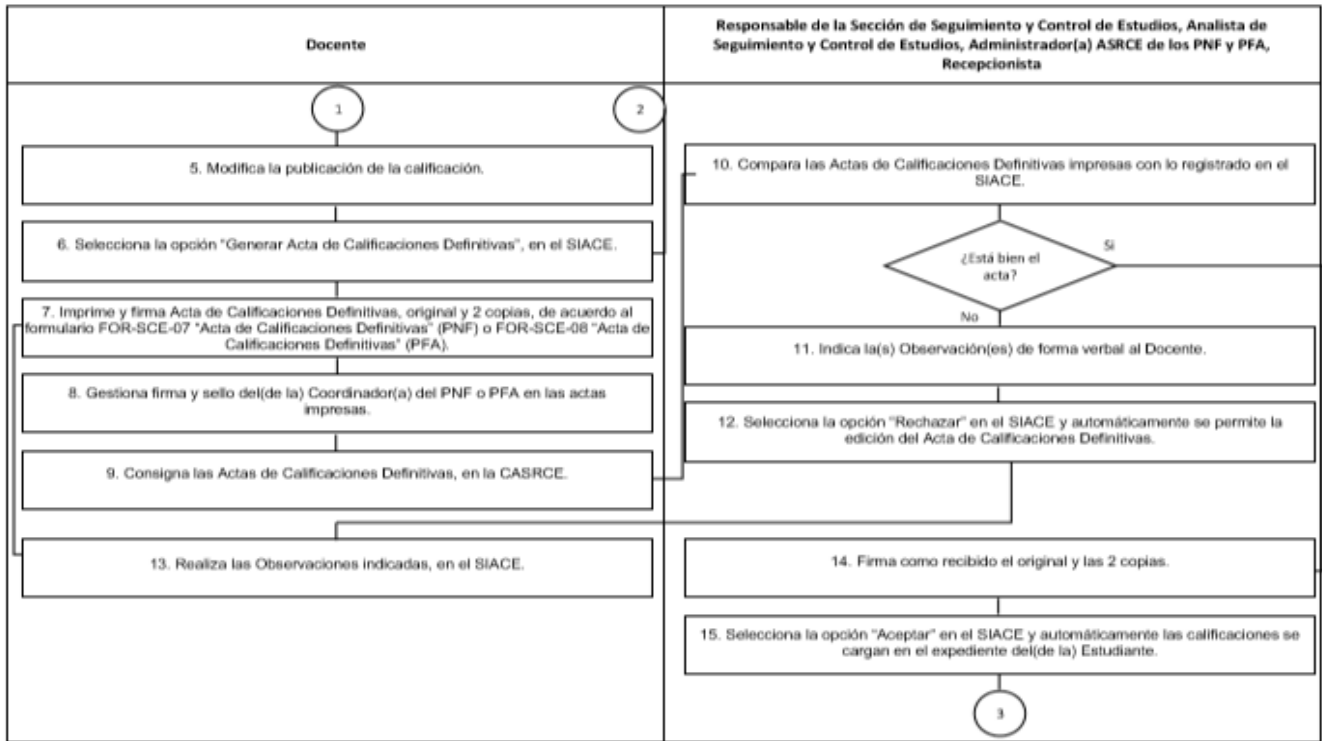 Docente
Responsable de la Sección de Seguimiento y Control de Estudios, Analista de
Seguimiento y Control de Estudios, Administrador(a) ASRCE de los PNF y PFA,
Recepcionista
1
2
5. Modifica la publicación de la calificación.
6. Selecciona la opción "Generar Acta de Calificaciones Definitivas", en el SIACE.
7. Imprime y firma Acta de Calificaciones Definitivas, original y 2 copias, de acuerdo al
formulario FOR-SCE-07 "Acta de Calificaciones Definitivas" (PNF) o FOR-SCE-08 "Acta de
Calificaciones Definitivas" (PFA).
8. Gestiona firma y sello del(de la) Coordinador(a) del PNF o PFA en las actas
impresas.
9. Consigna las Actas de Calificaciones Definitivas, en la CASRCE.
10. Compara las Actas de Calificaciones Definitivas impresas con lo registrado en el
SIACE.
¿Está bien el
acta?
Si
No
11. Indica la(s) Observación(es) de forma verbal al Docente.
12. Selecciona la opción "Rechazar" en el SIACE y automáticamente se permite la
edición del Acta de Calificaciones Definitivas.
13. Realiza las Observaciones indicadas, en el SIACE.
14. Firma como recibido el original y las 2 copias.
15. Selecciona la opción "Aceptar" en el SIACE y automáticamente las calificaciones se
cargan en el expediente del(de la) Estudiante.
3